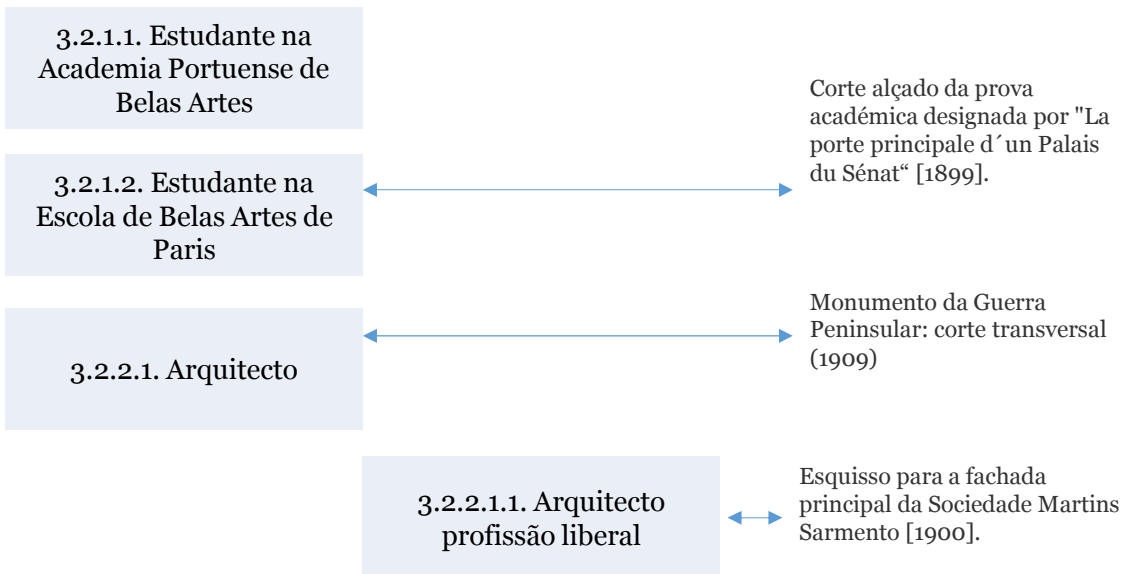 3.2.1.1. Estudante na
Academia Portuense de
Belas Artes
3.2.1.2. Estudante na
Escola de Belas Artes de
Paris
Corte alçado da prova
académica designada por "La
porte principale d´un Palais
du Sénat“ [1899].
3.2.2.1. Arquitecto
Monumento da Guerra
Peninsular: corte transversal
(1909)
3.2.2.1.1. Arquitecto
profissão liberal
Esquisso para a fachada
principal da Sociedade Martins
Sarmento [1900].